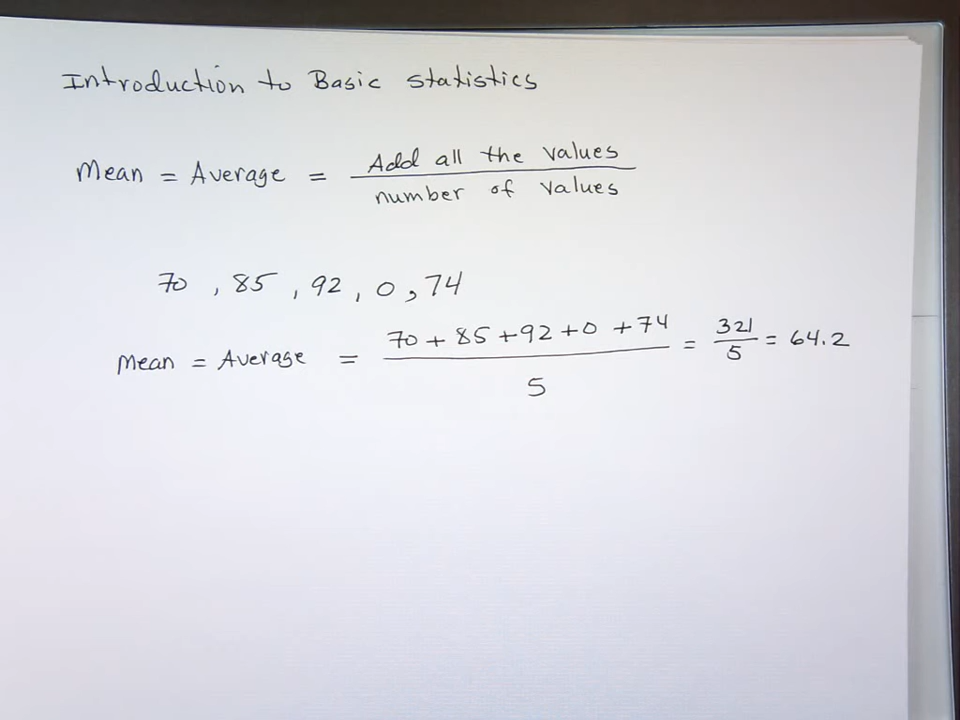 Introduction to Basic statistics
Mean = Average = Add all the values
number of values
70 , 85 , 92 , 0 , 74
Mean = Average = 70 + 85 + 92 + 0 + 74 = 321 = 64.2
5 5